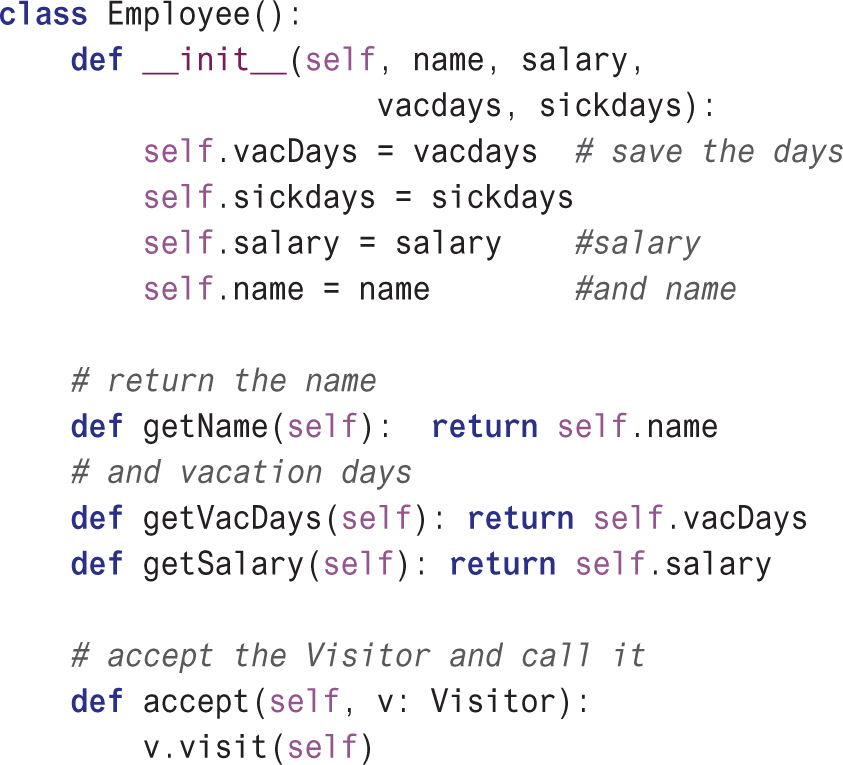 class Employee():
    def __init__(self, name, salary,
                     vacdays, sickdays):
        self.vacDays = vacdays  # save the days
        self.sickdays = sickdays
        self.salary = salary    #salary
        self.name = name        #and name

    # return the name
    def getName(self):  return self.name
    # and vacation days
    def getVacDays(self): return self.vacDays
    def getSalary(self): return self.salary

    # accept the Visitor and call it
    def accept(self, v: Visitor):
        v.visit(self)